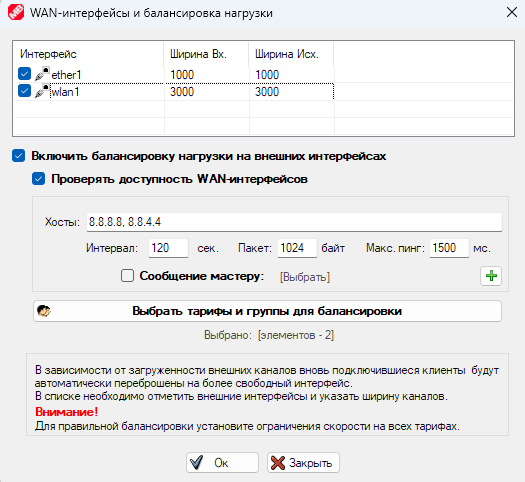 WAN-интерфейсы и балансировка нагрузки
Интерфейс Ширина Вх. Ширина Исх.
ether1 1000 1000
wlan1 3000 3000
Включить балансировку нагрузки на внешних интерфейсах
Проверять доступность WAN-интерфейсов
Хосты: 8.8.8.8, 8.8.4.4
Интервал: 120 сек. Пакет: 1024 байт Макс. пинг: 1500 мс.
Сообщение мастеру: [Выбрать]
Выбрать тарифы и группы для балансировки
Выбрано: [элементов - 2]
В зависимости от загруженности внешних каналов вновь подключившиеся клиенты будут
автоматически переброшены на более свободный интерфейс.
В списке необходимо отметить внешние интерфейсы и указать ширину каналов.
Внимание!
Для правильной балансировки установите ограничения скорости на всех тарифах.
Ок Закрыть